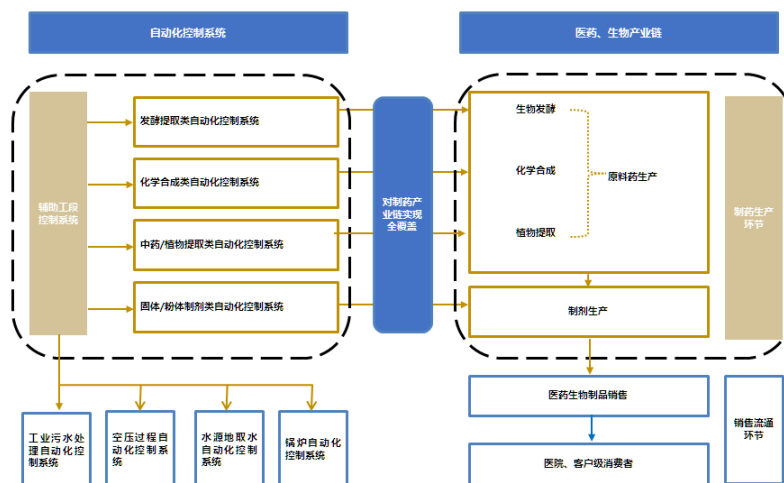 自动化控制系统
医药、生物产业链
辅助工段
控制系统
发酵提取类自动化控制系统
化学合成类自动化控制系统
中药/植物提取类自动化控制系统
固体/粉体制剂类自动化控制系统
对制药产
业链实现
全覆盖
生物发酵
化学合成
植物提取
原料药生产
制剂生产
制药生产
环节
工业污水处
理自动化控
制系统
空压过程自
动化控制系
统
水源地取水
自动化控制
系统
锅炉自动化
控制系统
医药生物制品销售
医院、客户级消费者
销售流通
环节